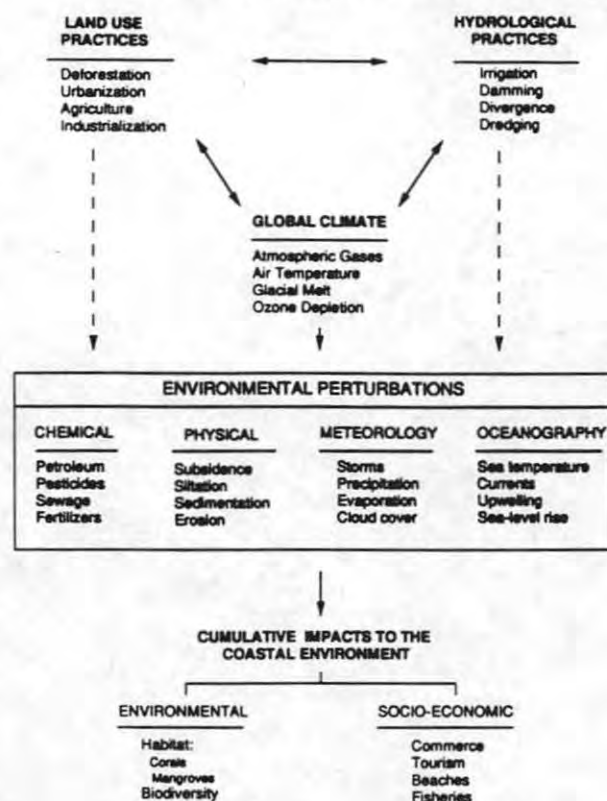 LAND USE
PRACTICES
Deforestation
Urbanization
Agriculture
Industrialization
HYDROLOGICAL
PRACTICES
Irrigation
Damming
Divergence
Dredging
GLOBAL CLIMATE
Atmospheric Gases
Air Temperature
Glacial Melt
Ozone Depletion
ENVIRONMENTAL PERTURBATIONS
CHEMICAL
Petroleum
Pesticides
Sewage
Fertilizers
PHYSICAL
Subsidence
Siltation
Sedimentation
Erosion
METEOROLOGY
Storms
Precipitation
Evaporation
Cloud cover
OCEANOGRAPHY
Sea temperature
Currents
Upwelling
Sea-level rise
CUMULATIVE IMPACTS TO THE
COASTAL ENVIRONMENT
ENVIRONMENTAL
Habitat:
Corals
Mangroves
Biodiversity
SOCIO-ECONOMIC
Commerce
Tourism
Beaches
Fisheries